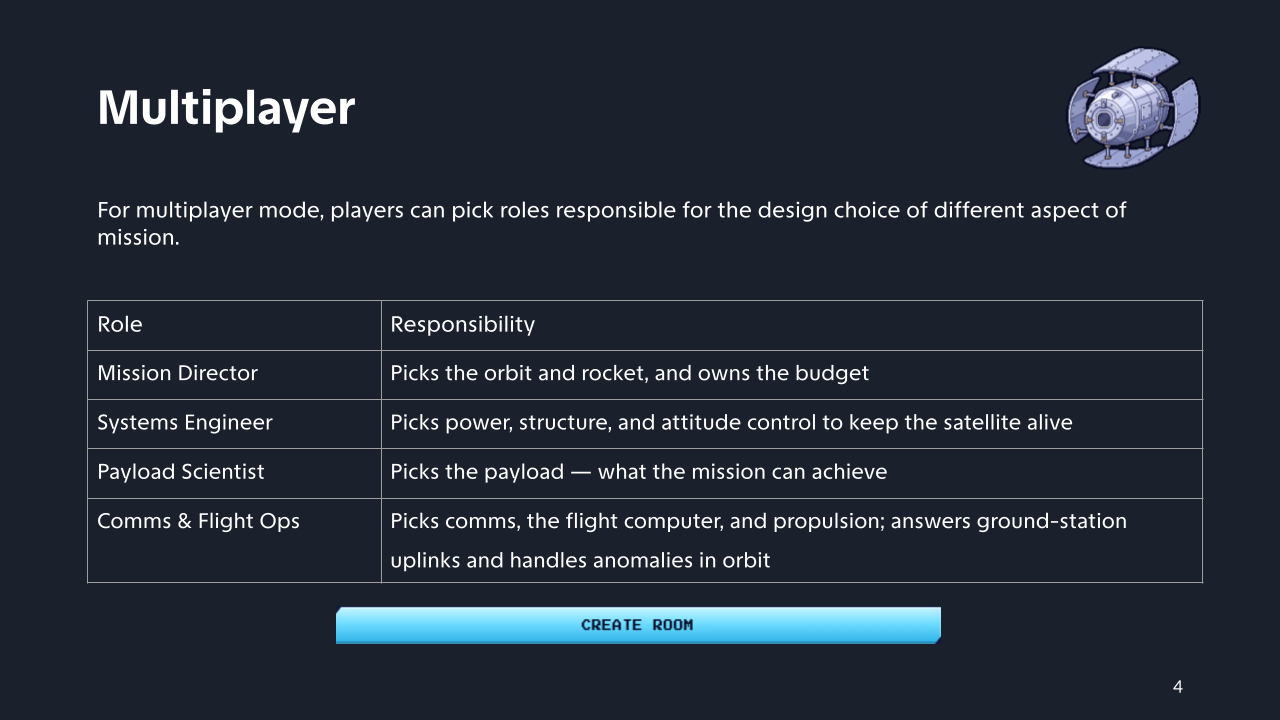 Multiplayer
For multiplayer mode, players can pick roles responsible for the design choice of different aspect of
mission.
Role Responsibility
Mission Director Picks the orbit and rocket, and owns the budget
Systems Engineer Picks power, structure, and attitude control to keep the satellite alive
Payload Scientist Picks the payload — what the mission can achieve
Comms & Flight Ops Picks comms, the flight computer, and propulsion; answers ground-station
uplinks and handles anomalies in orbit
CREATE ROOM
4